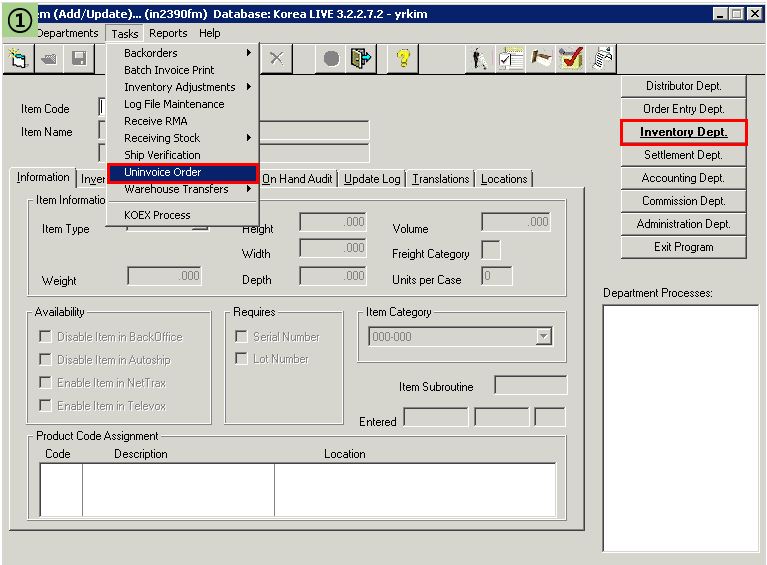 ①
em (Add/Update)... (in2390fm) Database: Korea LIVE 3.2.2.7.2 - yrkim
Departments Tasks Reports Help
Backorders
Batch Invoice Print
Inventory Adjustments
Log File Maintenance
Receive RMA
Receiving Stock
Ship Verification
Uninvoice Order
Warehouse Transfers
KOEX Process
Item Code
Item Name
Information Inven On Hand Audit Update Log Translations Locations
Item Informatio
Item Type Height .000 Volume .000
Width .000 Freight Category
Weight .000 Depth .000 Units per Case 0
Availability
Disable Item in BackOffice
Disable Item in Autoship
Enable Item in NetTrax
Enable Item in Televox
Requires
Serial Number
Lot Number
Item Category
000-000
Item Subroutine
Entered
Product Code Assignment
Code Description Location
Distributor Dept.
Order Entry Dept.
Inventory Dept.
Settlement Dept.
Accounting Dept.
Commission Dept.
Administration Dept.
Exit Program
Department Processes: